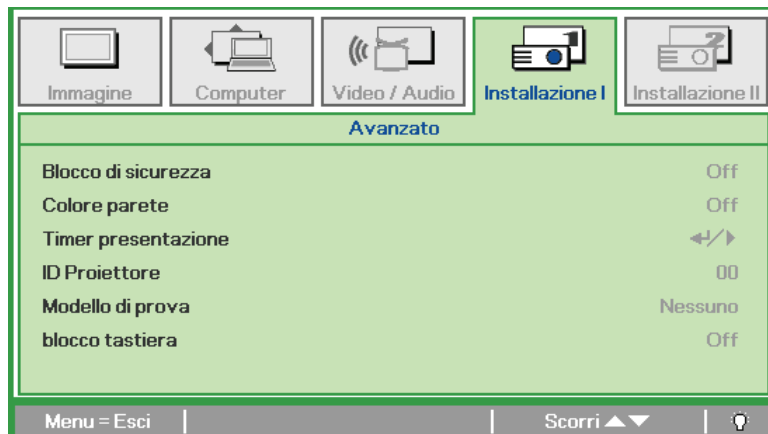 Immagine
Computer
Video / Audio
Installazione I
Installazione II
Avanzato
Blocco di sicurezza Off
Colore parete Off
Timer presentazione
ID Proiettore 00
Modello di prova Nessuno
blocco tastiera Off
Menu = Esci Scorri